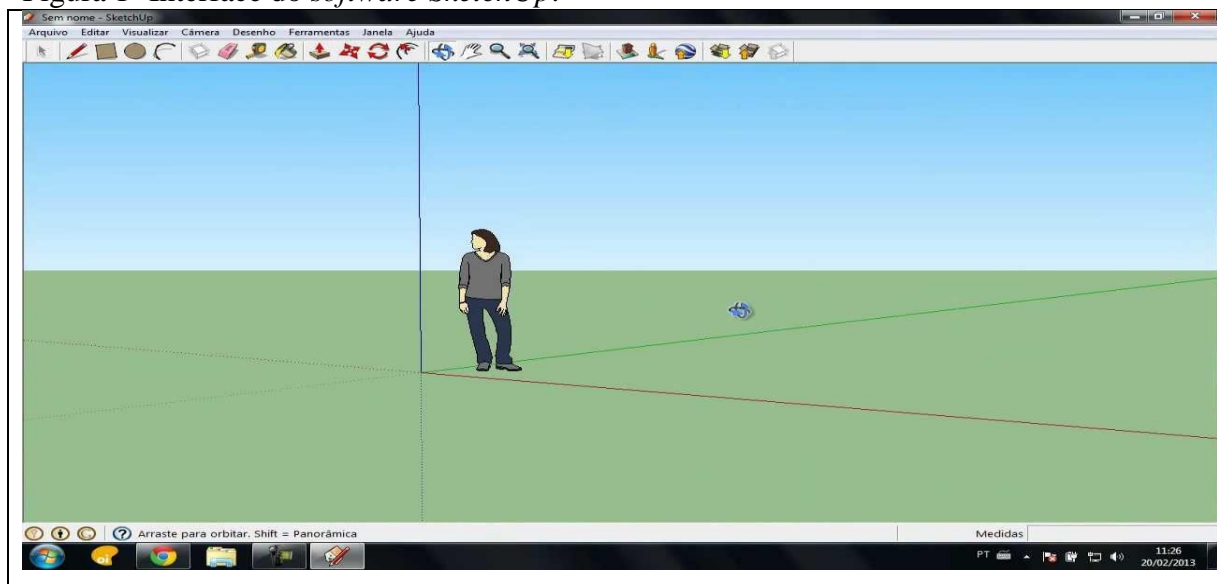 Figura 1- Interface do software SketchUp.
Sem nome - SketchUp
Arquivo Editar Visualizar Câmera Desenho Ferramentas Janela Ajuda
Arraste para orbitar. Shift = Panorâmica
Medidas
oi
PT
11:26
20/02/2013